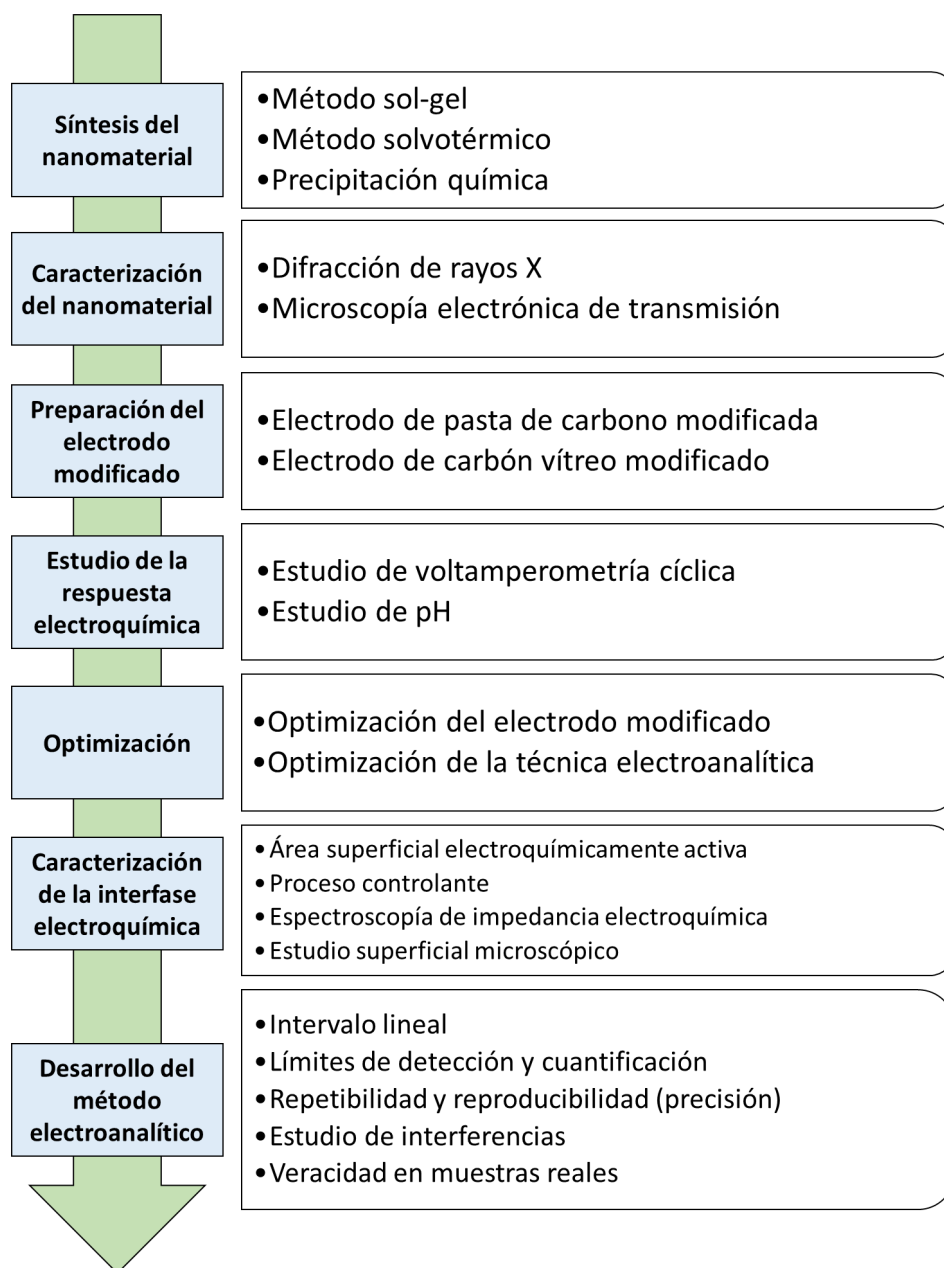 Síntesis del
nanomaterial
•Método sol-gel
•Método solvotérmico
•Precipitación química
Caracterización
del nanomaterial
•Difracción de rayos X
•Microscopía electrónica de transmisión
Preparación del
electrodo
modificado
•Electrodo de pasta de carbono modificada
•Electrodo de carbón vítreo modificado
Estudio de la
respuesta
electroquímica
•Estudio de voltamperometría cíclica
•Estudio de pH
Optimización
•Optimización del electrodo modificado
•Optimización de la técnica electroanalítica
Caracterización
de la interfase
electroquímica
•Área superficial electroquímicamente activa
•Proceso controlante
•Espectroscopía de impedancia electroquímica
•Estudio superficial microscópico
Desarrollo del
método
electroanalítico
•Intervalo lineal
•Límites de detección y cuantificación
•Repetibilidad y reproducibilidad (precisión)
•Estudio de interferencias
•Veracidad en muestras reales